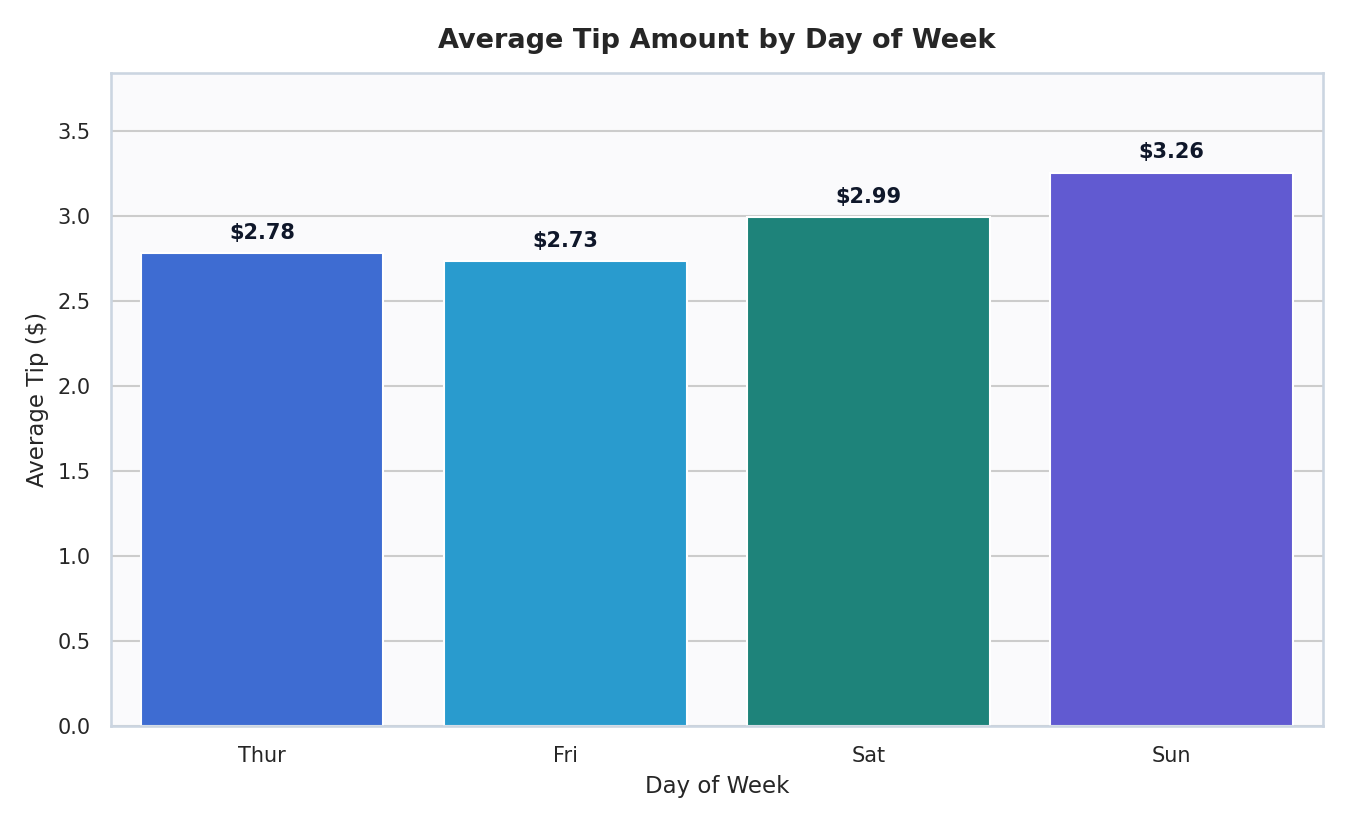 Average Tip Amount by Day of Week
Average Tip ($)
3.5
3.0
2.5
2.0
1.5
1.0
0.5
0.0
$2.78
$2.73
$2.99
$3.26
Thur
Fri
Sat
Sun
Day of Week